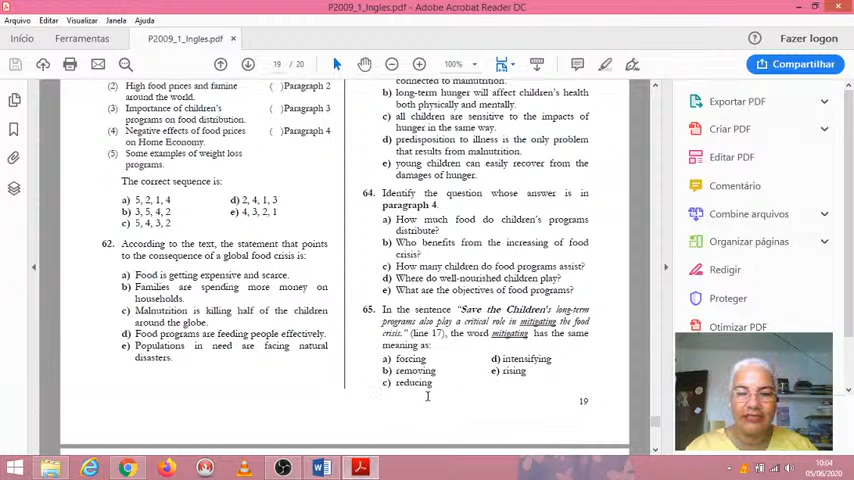 P2009_1_Ingles.pdf - Adobe Acrobat Reader DC
Arquivo Editar Visualizar Janela Ajuda
Início Ferramentas P2009_1_Ingles.pdf × Fazer logon
19 / 20 100% Compartilhar
(2) High food prices and famine around the world.
(3) Importance of children's programs on food distribution.
(4) Negative effects of food prices on Home Economy.
(5) Some examples of weight loss programs.
( ) Paragraph 2
( ) Paragraph 3
( ) Paragraph 4
The correct sequence is:
a) 5, 2, 1, 4 d) 2, 4, 1, 3
b) 3, 5, 4, 2 e) 4, 3, 2, 1
c) 5, 4, 3, 2
62. According to the text, the statement that points
to the consequence of a global food crisis is:
a) Food is getting expensive and scarce.
b) Families are spending more money on
households.
c) Malnutrition is killing half of the children
around the globe.
d) Food programs are feeding people effectively.
e) Populations in need are facing natural
disasters.
connected to malnutrition.
b) long-term hunger will affect children's health
both physically and mentally.
c) all children are sensitive to the impacts of
hunger in the same way.
d) predisposition to illness is the only problem
that results from malnutrition.
e) young children can easily recover from the
damages of hunger.
64. Identify the question whose answer is in
paragraph 4.
a) How much food do children's programs
distribute?
b) Who benefits from the increasing of food
crisis?
c) How many children do food programs assist?
d) Where do well-nourished children play?
e) What are the objectives of food programs?
65. In the sentence "Save the Children's long-term
programs also play a critical role in mitigating the food
crisis." (line 17), the word mitigating has the same
meaning as:
a) forcing d) intensifying
b) removing e) rising
c) reducing
19
Exportar PDF
Criar PDF
Editar PDF
Comentário
Combine arquivos
Organizar páginas
Redigir
Proteger
Otimizar PDF
10:04
05/06/2020